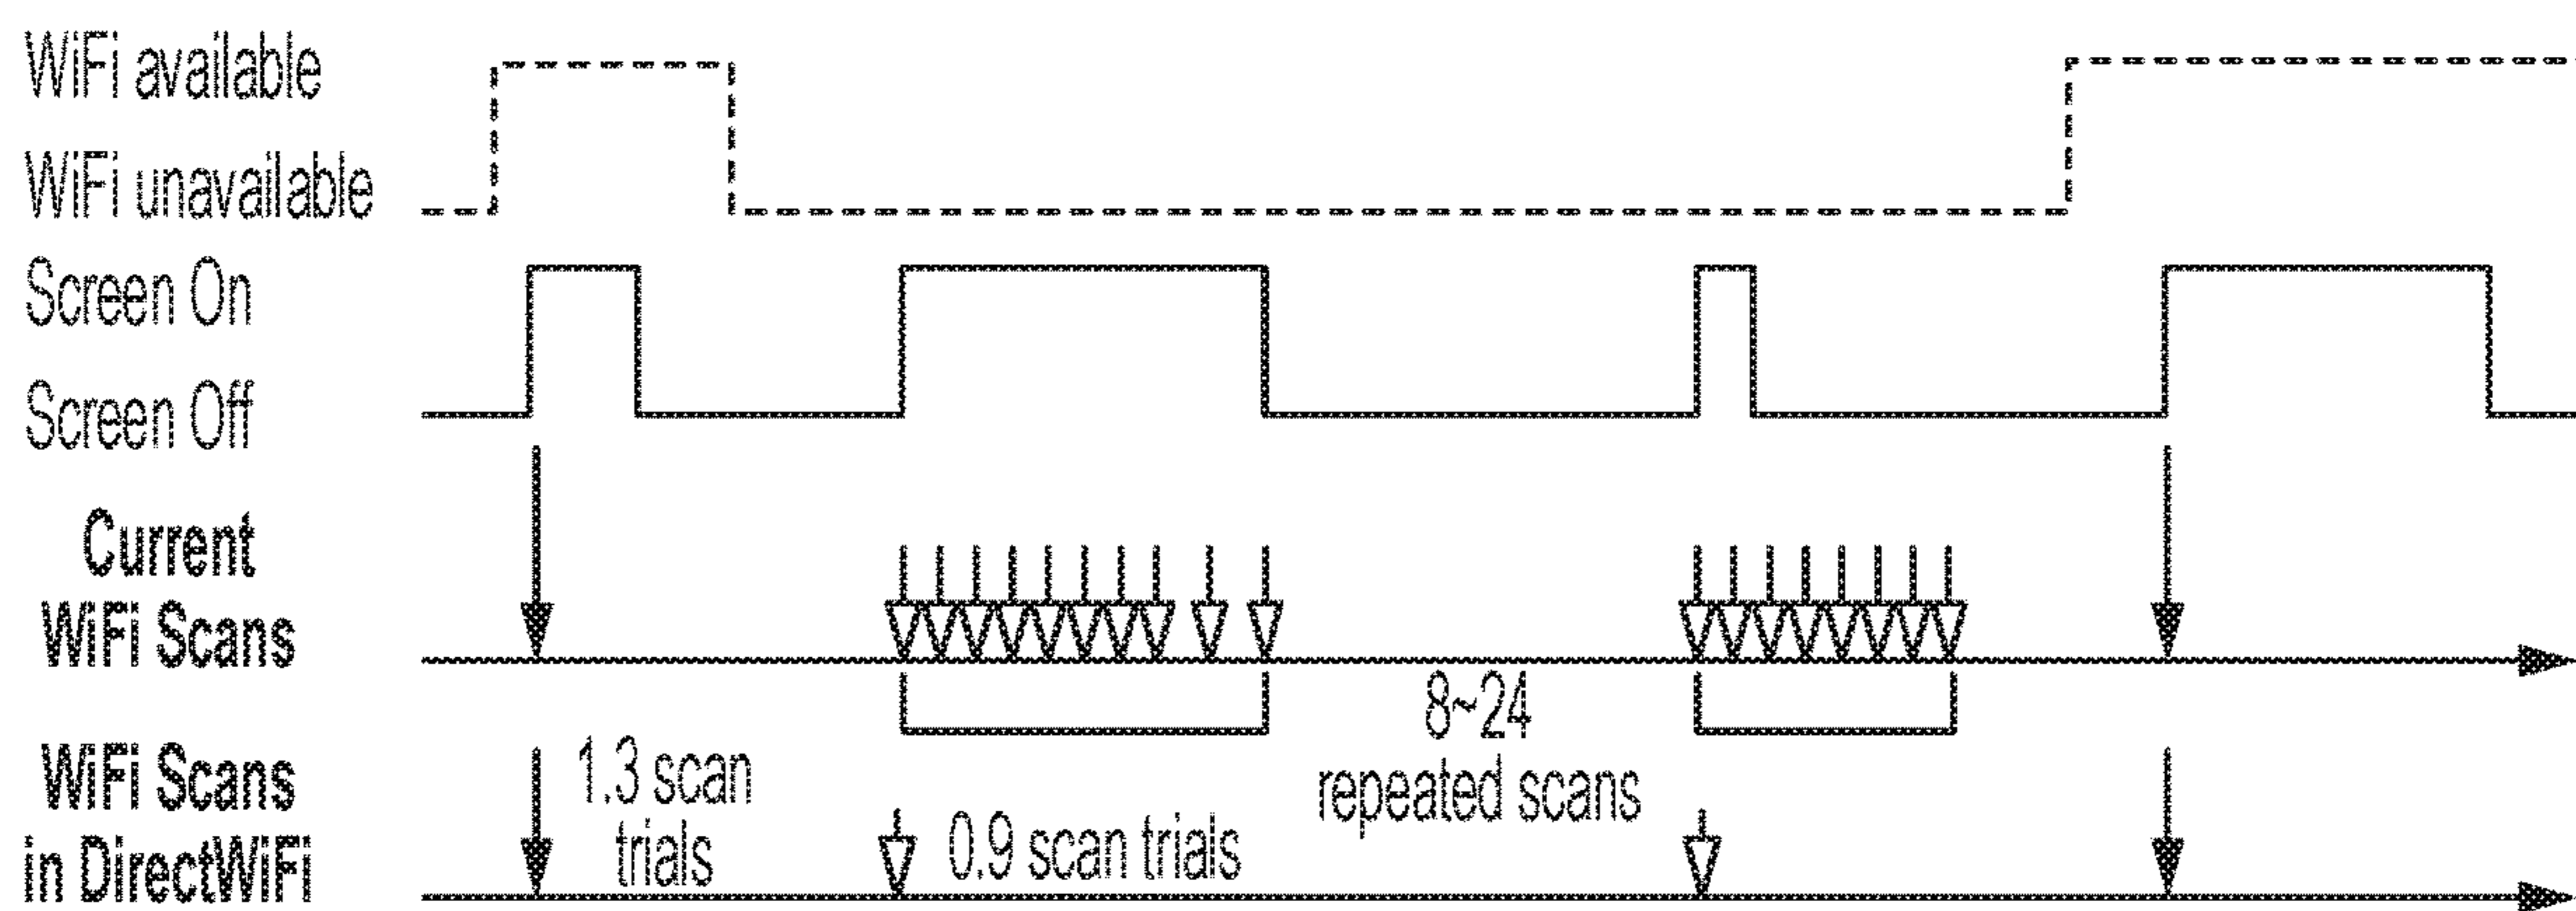 WiFi available
WiFi unavailable
Screen On
Screen Off
Current
WiFi Scans
8~24
repeated scans
WiFi Scans
in DirectWiFi
1.3 scan
trials
0.9 scan trials